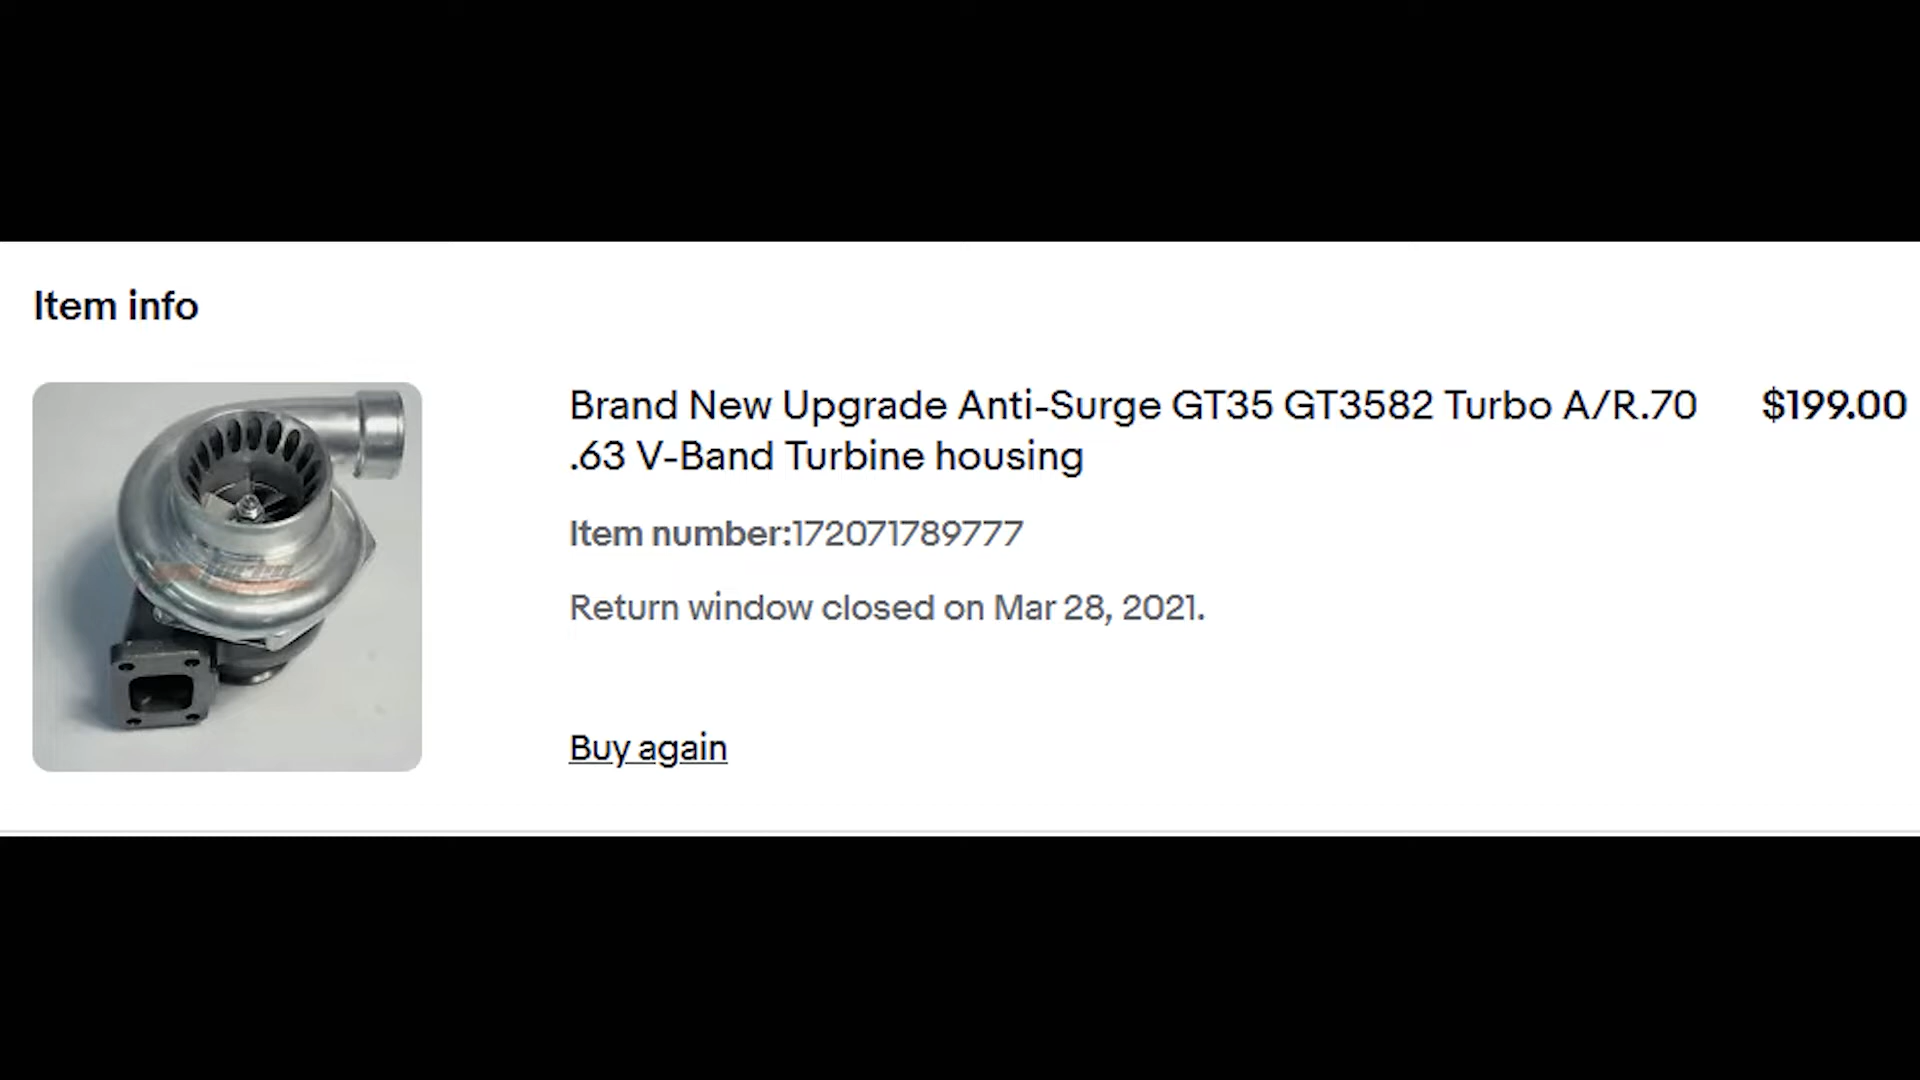 Item info
Brand New Upgrade Anti-Surge GT35 GT3582 Turbo A/R.70
$199.00
.63 V-Band Turbine housing
Item number:172071789777
Return window closed on Mar 28, 2021.
Buy again